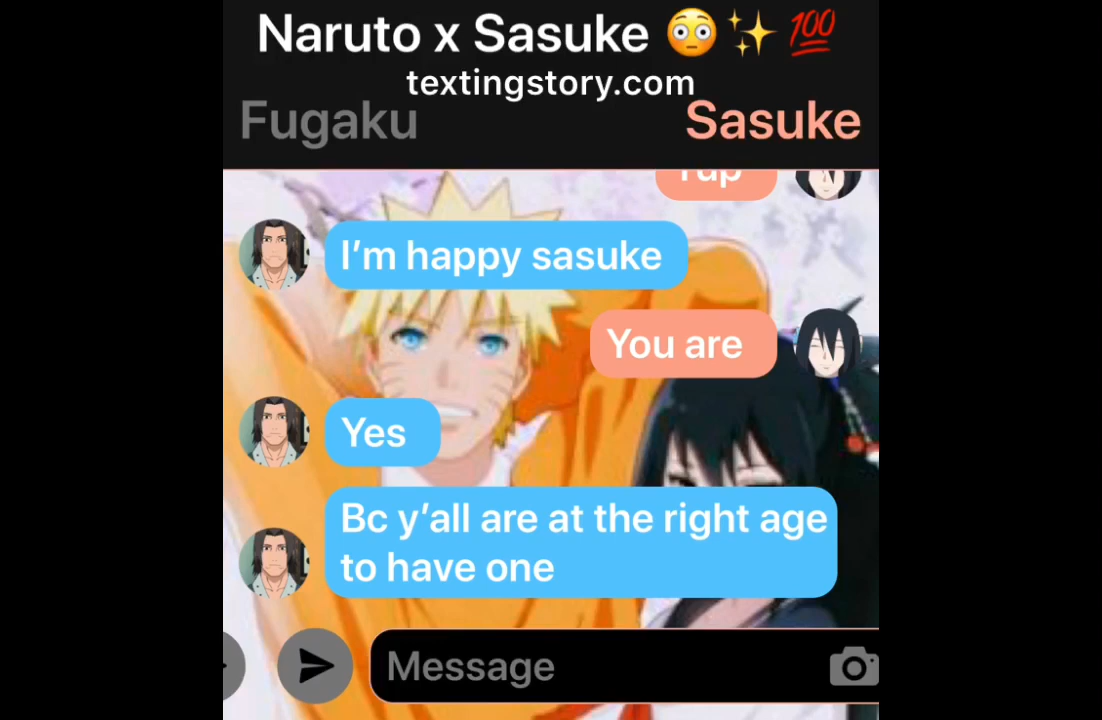 Naruto x Sasuke 😳✨💯
textingstory.com
Fugaku
Sasuke
I’m happy sasuke
You are
Yes
Bc y’all are at the right age
to have one
Message